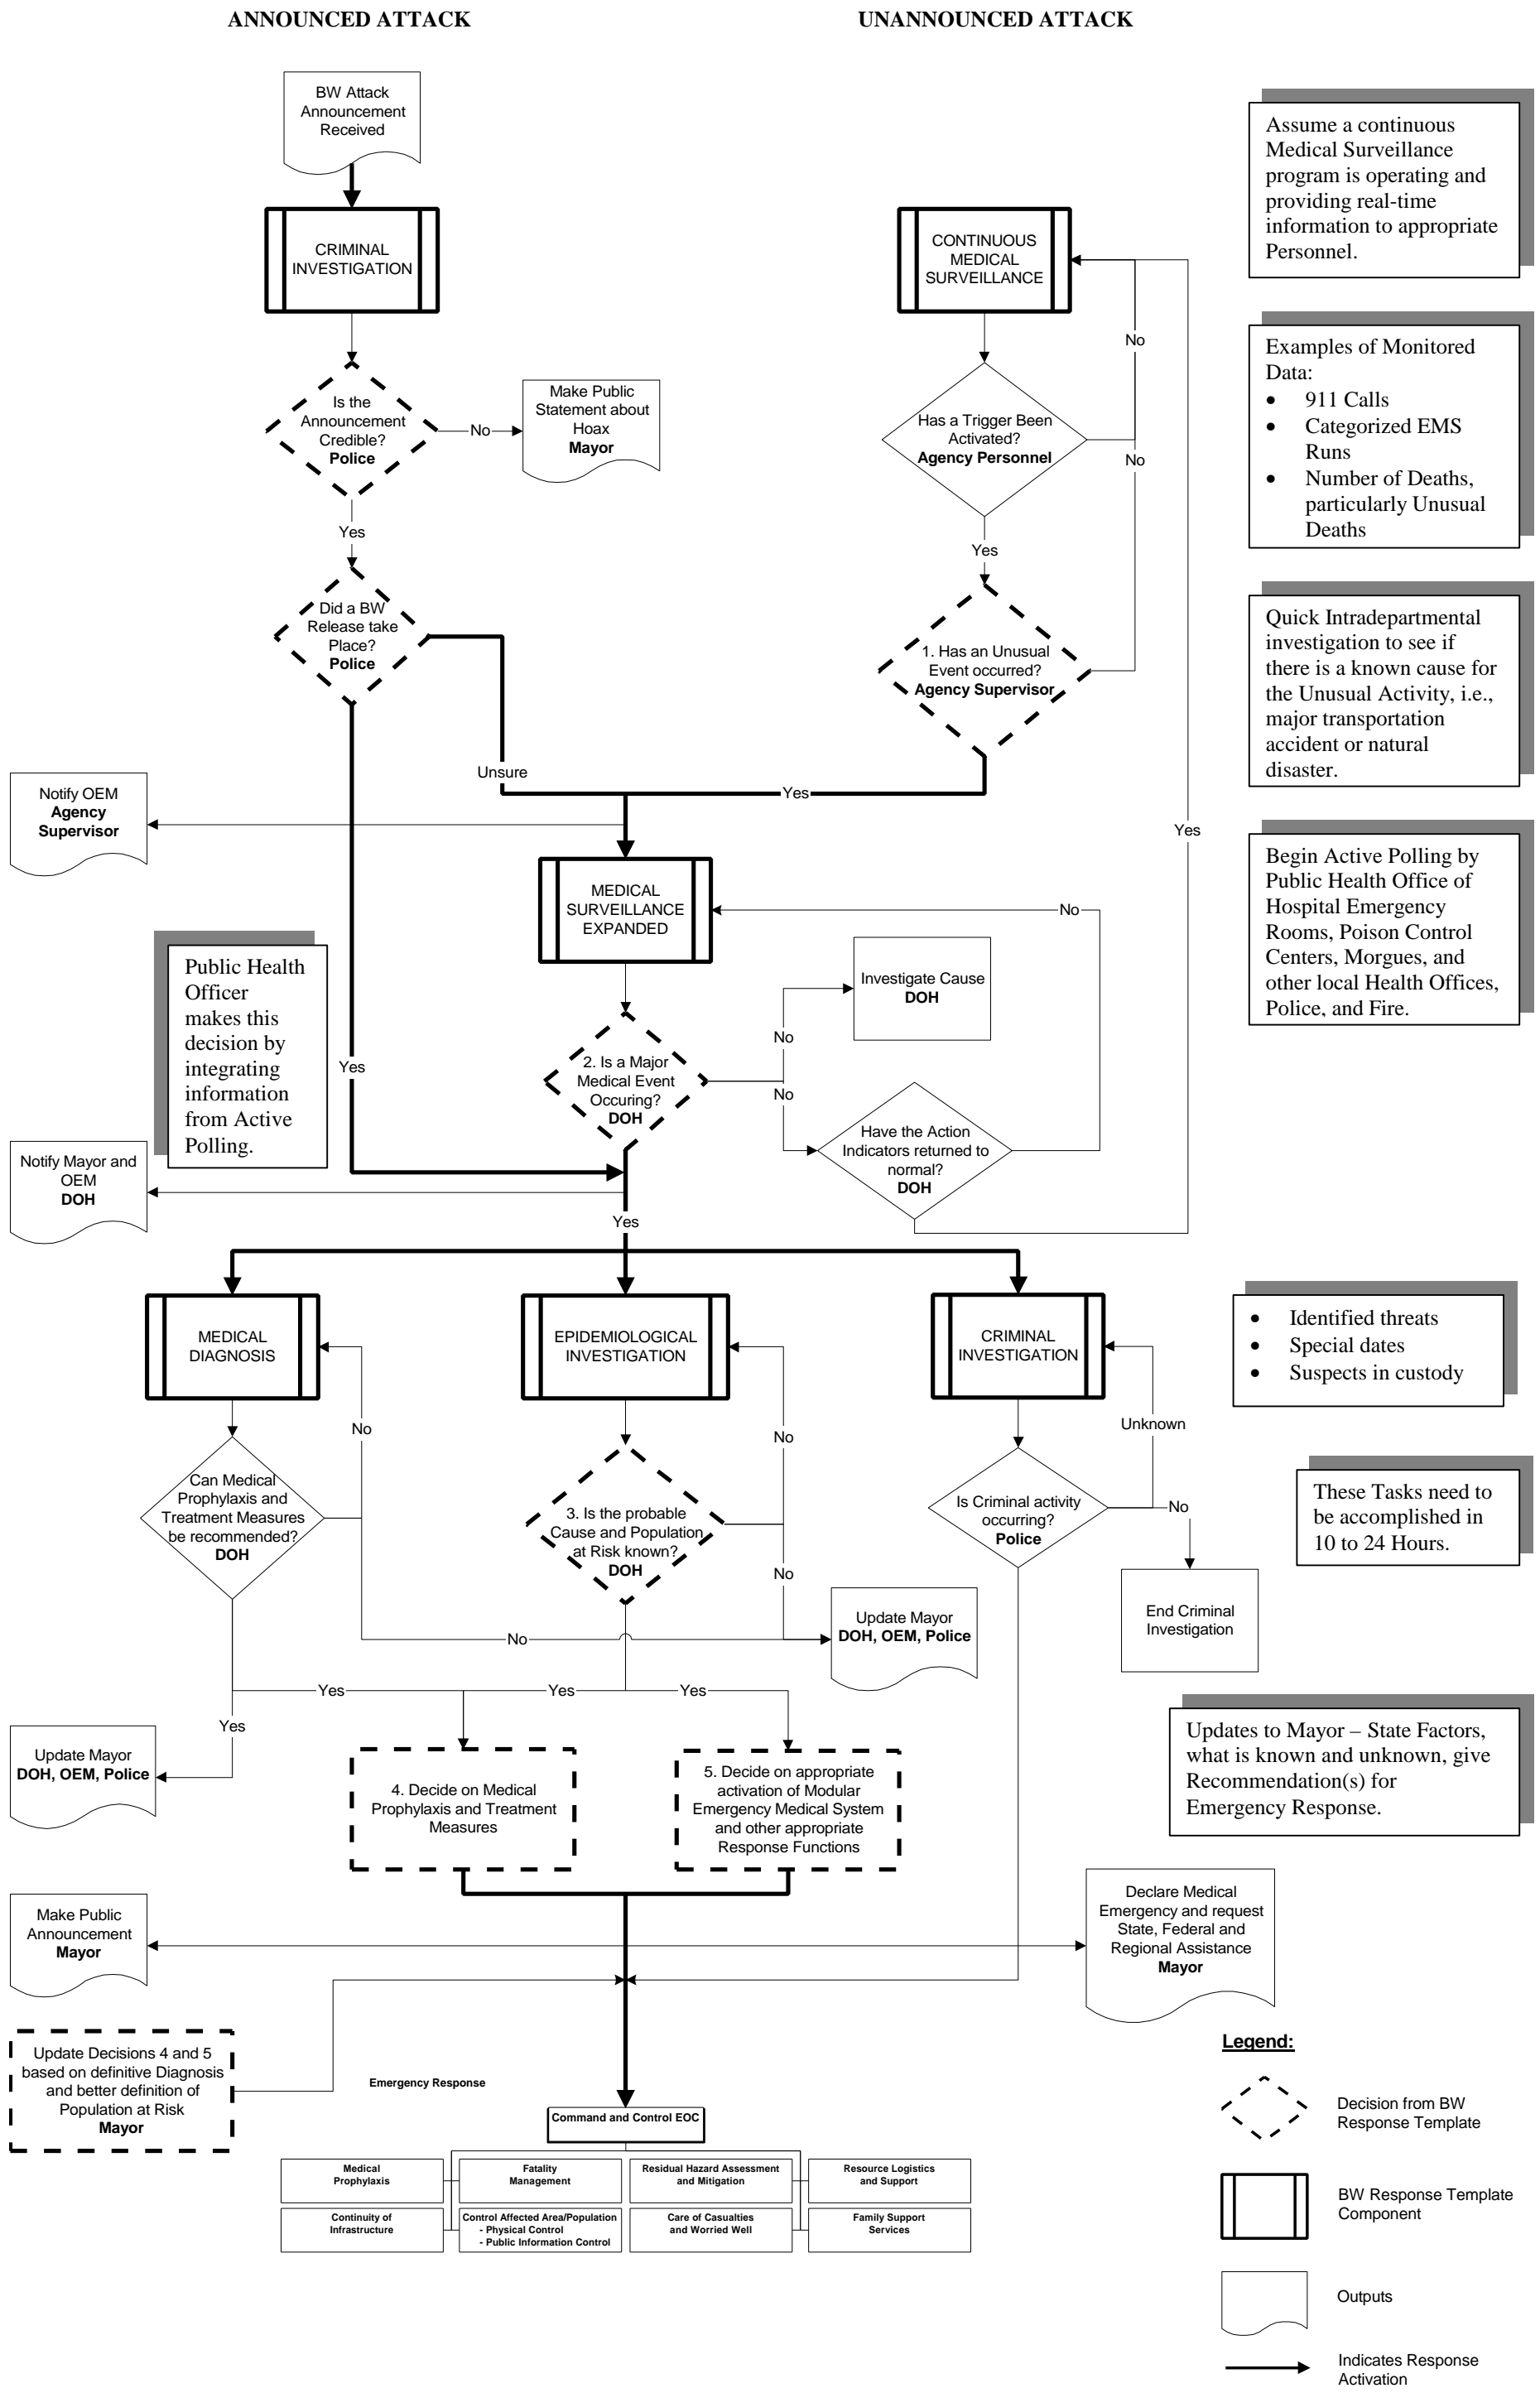 ANNOUNCED ATTACK
UNANNOUNCED ATTACK
BW Attack
Announcement
Received
Assume a continuous
Medical Surveillance
program is operating and
providing real-time
information to appropriate
Personnel.
CRIMINAL
INVESTIGATION
CONTINUOUS
MEDICAL
SURVEILLANCE
No
Examples of Monitored
Data:
• 911 Calls
• Categorized EMS
Runs
• Number of Deaths,
particularly Unusual
Deaths
Is the
Announcement
Credible?
Police
No
Make Public
Statement about
Hoax
Mayor
Has a Trigger Been
Activated?
Agency Personnel
No
Yes
Yes
Did a BW
Release take
Place?
Police
1. Has an Unusual
Event occurred?
Agency Supervisor
Quick Intradepartmental
investigation to see if
there is a known cause for
the Unusual Activity, i.e.,
major transportation
accident or natural
disaster.
Unsure
Yes
Notify OEM
Agency
Supervisor
Yes
MEDICAL
SURVEILLANCE
EXPANDED
No
Begin Active Polling by
Public Health Office of
Hospital Emergency
Rooms, Poison Control
Centers, Morgues, and
other local Health Offices,
Police, and Fire.
Public Health
Officer
makes this
decision by
integrating
information
from Active
Polling.
Yes
Investigate Cause
DOH
No
2. Is a Major
Medical Event
Occuring?
DOH
No
Have the Action
Indicators returned to
normal?
DOH
Notify Mayor and
OEM
DOH
Yes
MEDICAL
DIAGNOSIS
EPIDEMIOLOGICAL
INVESTIGATION
CRIMINAL
INVESTIGATION
• Identified threats
• Special dates
• Suspects in custody
No
No
Unknown
Can Medical
Prophylaxis and
Treatment Measures
be recommended?
DOH
3. Is the probable
Cause and Population
at Risk known?
DOH
Is Criminal activity
occurring?
Police
No
These Tasks need to
be accomplished in
10 to 24 Hours.
No
End Criminal
Investigation
No
Update Mayor
DOH, OEM, Police
Yes
Yes
Yes
Yes
Update Mayor
DOH, OEM, Police
4. Decide on Medical
Prophylaxis and Treatment
Measures
5. Decide on appropriate
activation of Modular
Emergency Medical System
and other appropriate
Response Functions
Updates to Mayor – State Factors,
what is known and unknown, give
Recommendation(s) for
Emergency Response.
Make Public
Announcement
Mayor
Declare Medical
Emergency and request
State, Federal and
Regional Assistance
Mayor
Update Decisions 4 and 5
based on definitive Diagnosis
and better definition of
Population at Risk
Mayor
Emergency Response
Command and Control EOC
Medical
Prophylaxis
Fatality
Management
Residual Hazard Assessment
and Mitigation
Resource Logistics
and Support
Continuity of
Infrastructure
Control Affected Area/Population
- Physical Control
- Public Information Control
Care of Casualties
and Worried Well
Family Support
Services
Legend:
Decision from BW
Response Template
BW Response Template
Component
Outputs
Indicates Response
Activation